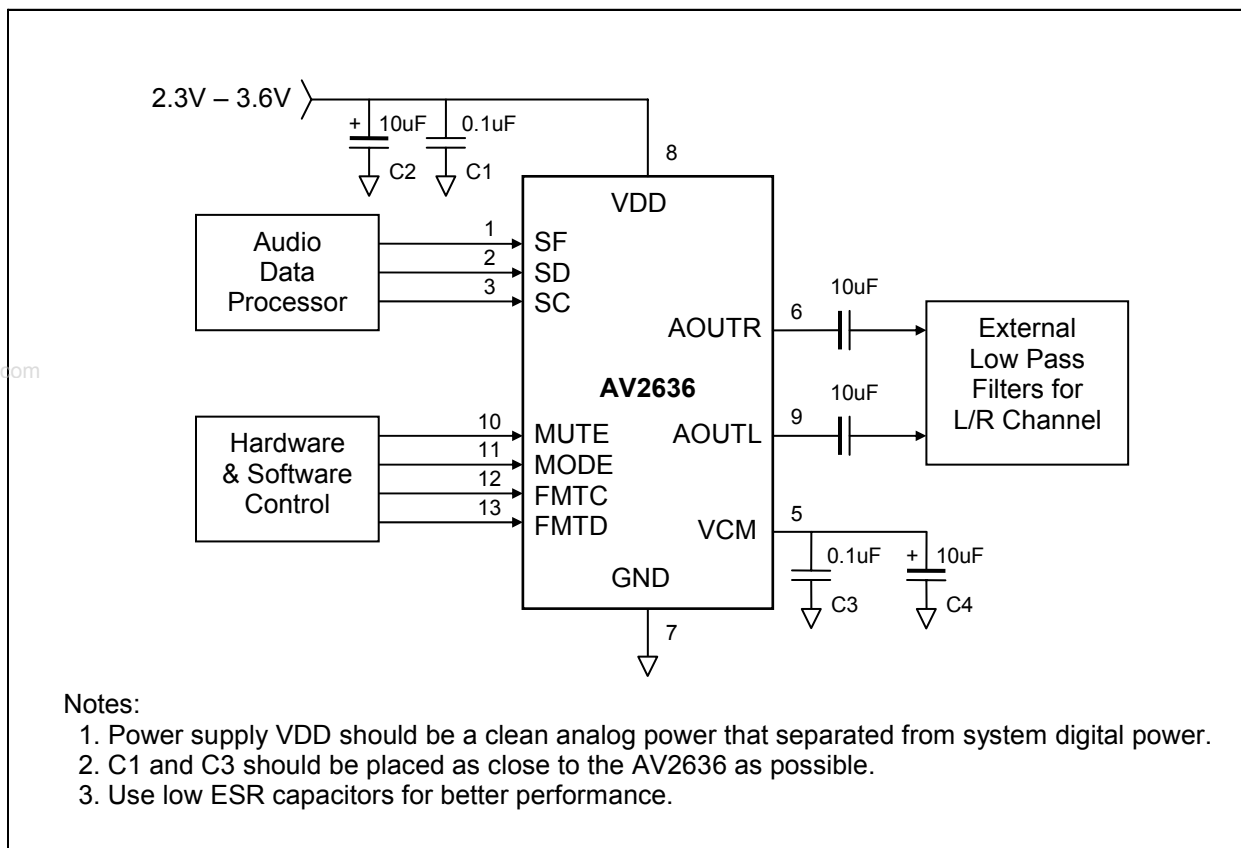 2.3V – 3.6V
+ 10uF
C2
0.1uF
C1
8
VDD
Audio
Data
Processor
1
SF
2
SD
3
SC
AOUTR
6
10uF
External
Low Pass
Filters for
L/R Channel
com
AV2636
AOUTL
9
10uF
Hardware
& Software
Control
10
MUTE
11
MODE
12
FMTC
13
FMTD
VCM
5
0.1uF
C3
+ 10uF
C4
GND
7
Notes:
1. Power supply VDD should be a clean analog power that separated from system digital power.
2. C1 and C3 should be placed as close to the AV2636 as possible.
3. Use low ESR capacitors for better performance.